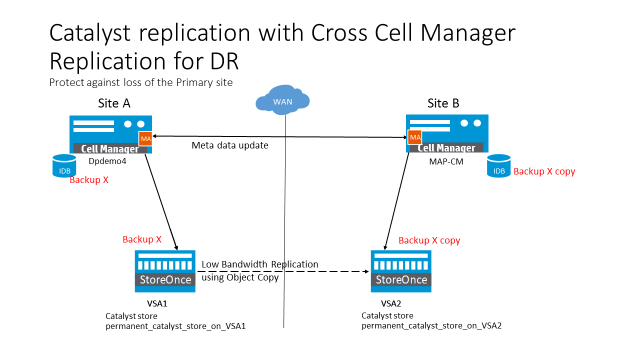 Catalyst replication with Cross Cell Manager
Replication for DR
Protect against loss of the Primary site
Site A
WAN
Site B
MA
MA
Cell Manager
Meta data update
Cell Manager
Dpdemo4
MAP-CM
IDB
IDB
Backup X
Backup X copy
Backup X
Backup X copy
Low Bandwidth Replication
using Object Copy
StoreOnce
StoreOnce
VSA1
VSA2
Catalyst store
permanent_catalyst_store_on_VSA1
Catalyst store
permanent_catalyst_store_on_VSA2